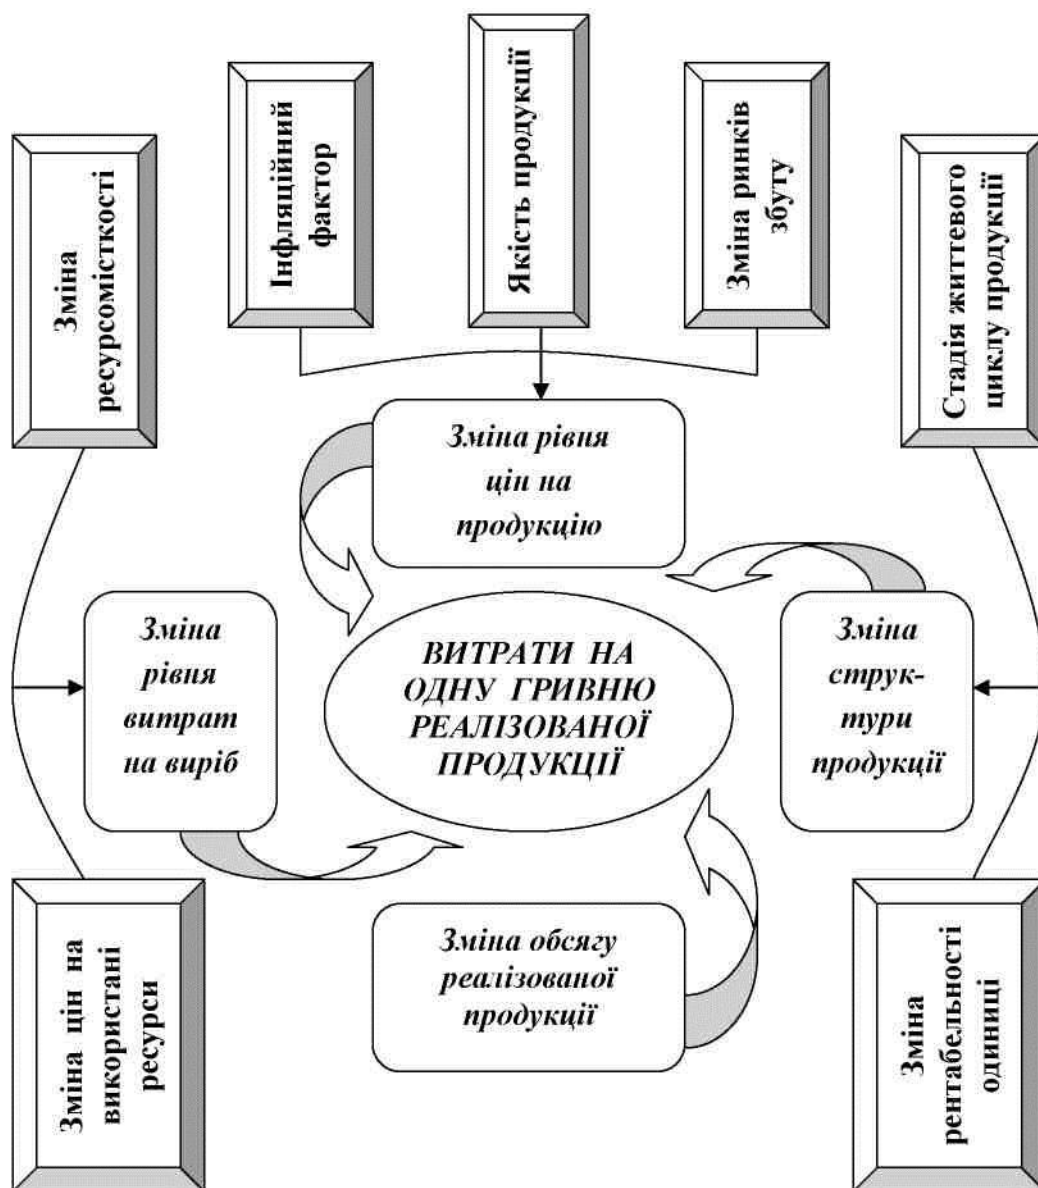 Зміна
ресурсомісткості
Інфляційний
фактор
Якість продукції
Зміна ринків
збуту
Стадія життєвого
циклу продукції
Зміна рівня
цін на
продукцію
Зміна
рівня
витрат
на виріб
ВИТРАТИ НА
ОДНУ ГРИВНЮ
РЕАЛІЗОВАНОЇ
ПРОДУКЦІЇ
Зміна
струк-
тури
продукції
Зміна цін на
використані
ресурси
Зміна обсягу
реалізованої
продукції
Зміна
рентабельності
одиниці